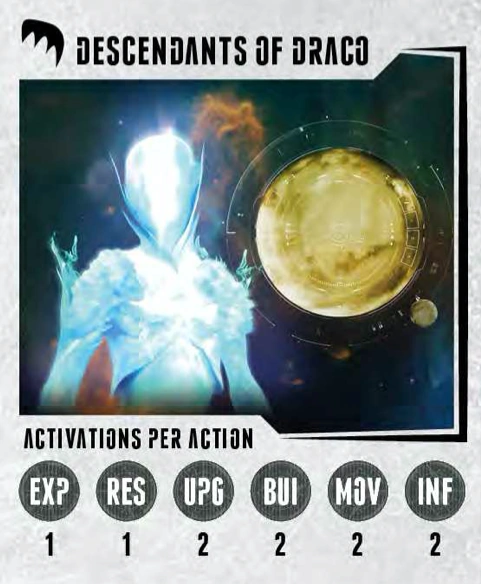 DESCENDANTS OF DRACO
ACTIVATIONS PER ACTION
EXP RES UPG BUI MOV INF
1 1 2 2 2 2